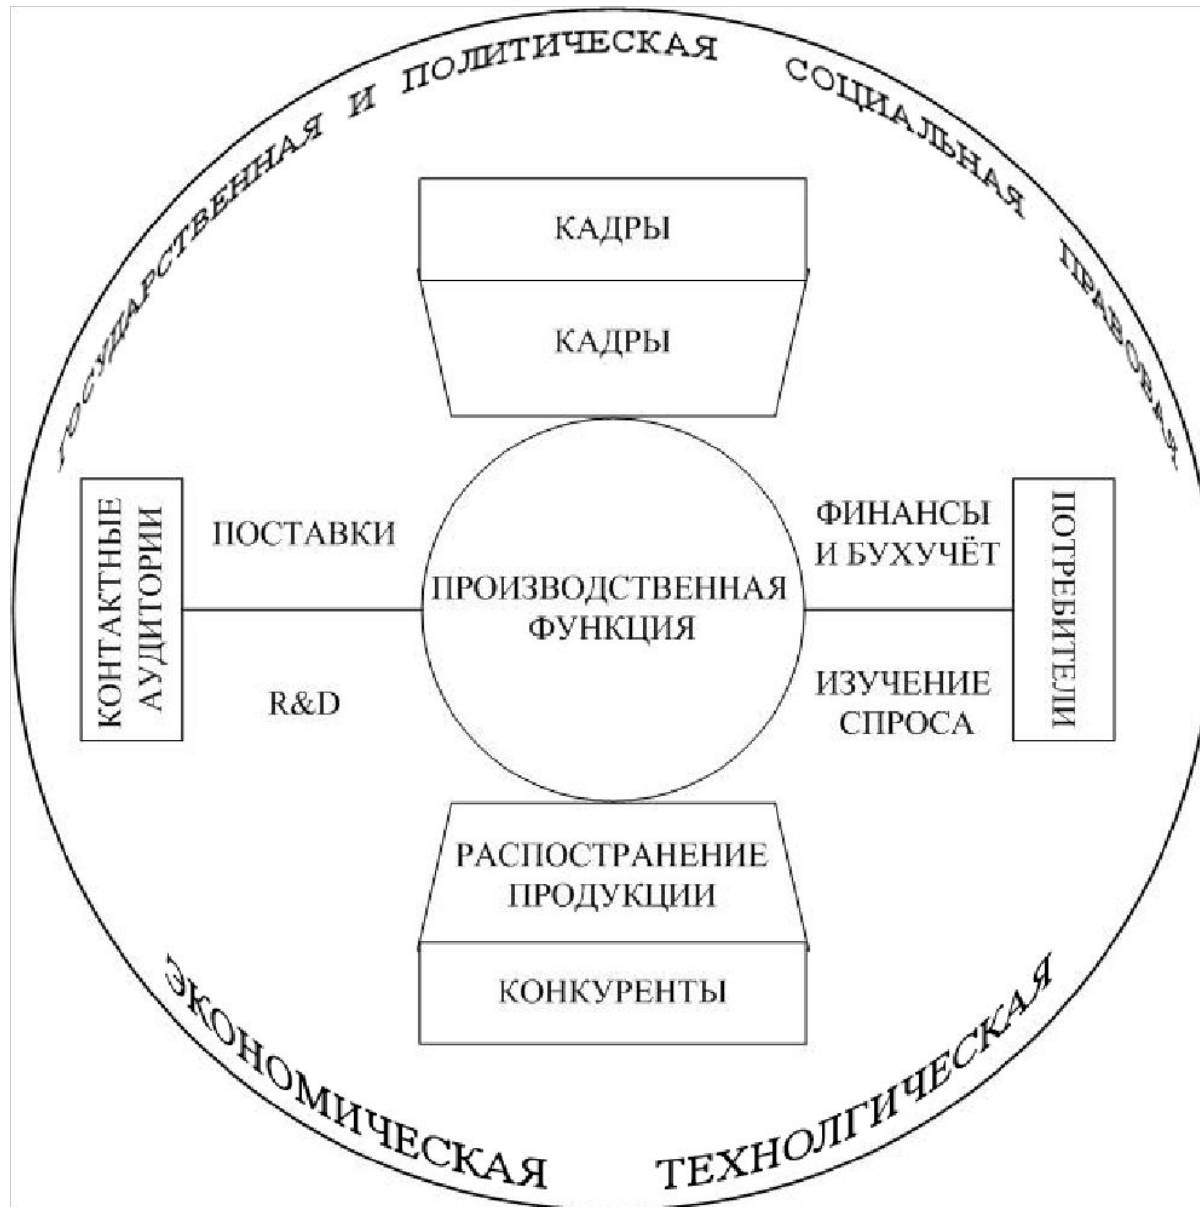 ГОСУДАРСТВЕННАЯ И ПОЛИТИЧЕСКАЯ
СОЦИАЛЬНАЯ
ПРАВОВАЯ
КАДРЫ
КАДРЫ
КОНТАКТНЫЕ
АУДИТОРИИ
ПОСТАВКИ
R&D
ПРОИЗВОДСТВЕННАЯ
ФУНКЦИЯ
ФИНАНСЫ
И БУХУЧЁТ
ИЗУЧЕНИЕ
СПРОСА
ПОТРЕБИТЕЛИ
РАСПОСТРАНЕНИЕ
ПРОДУКЦИИ
КОНКУРЕНТЫ
ЭКОНОМИЧЕСКАЯ
ТЕХНОЛГИЧЕСКАЯ